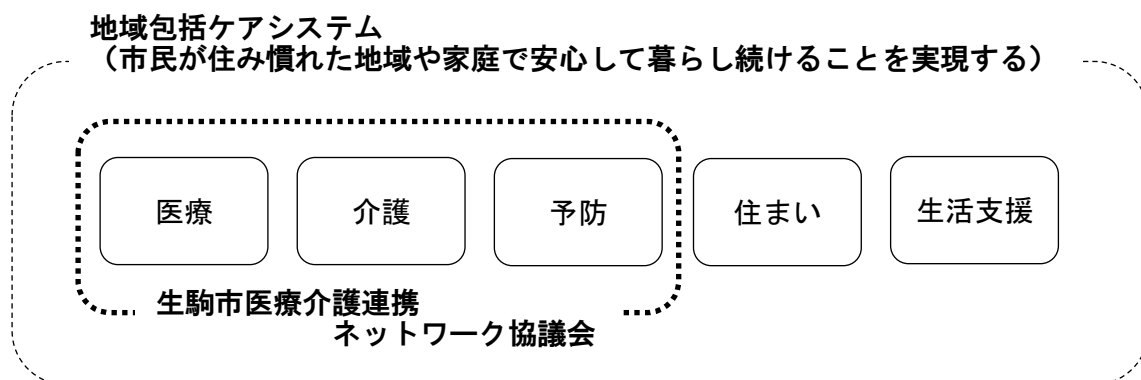 地域包括ケアシステム
（市民が住み慣れた地域や家庭で安心して暮らし続けることを実現する）
医療
介護
予防
住まい
生活支援
生駒市医療介護連携
ネットワーク協議会